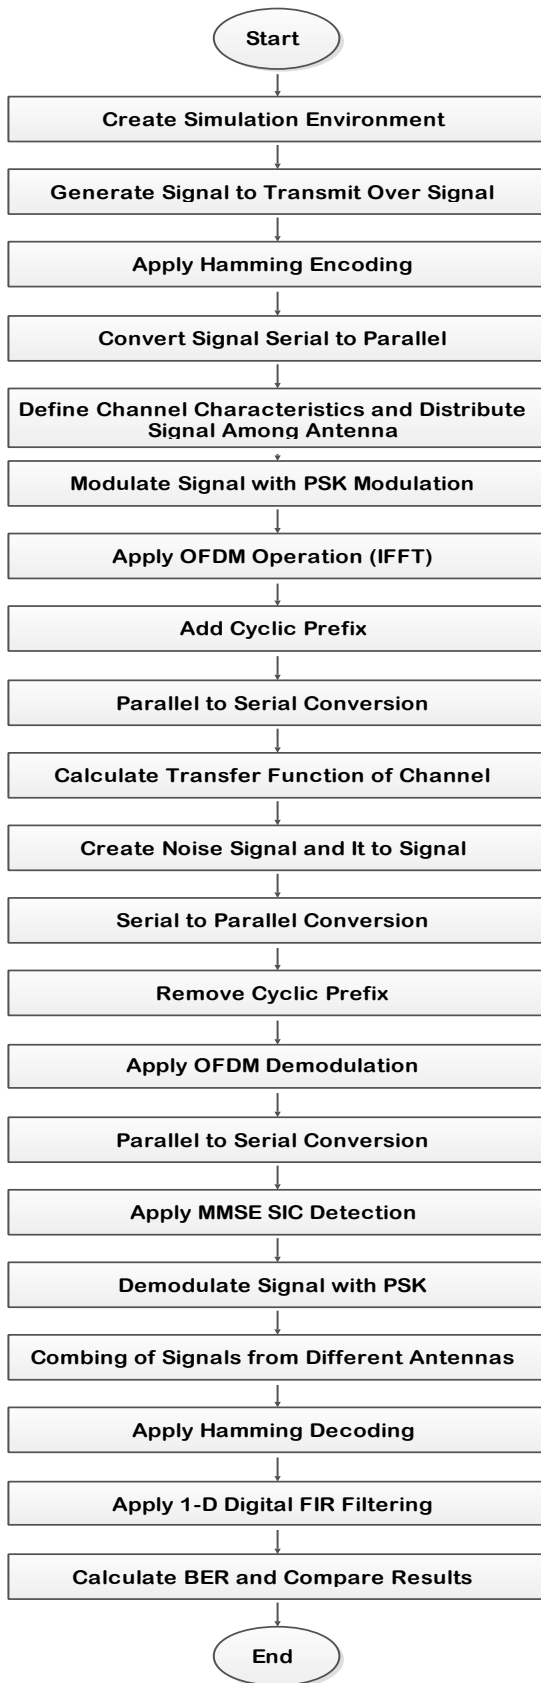 Start
Create Simulation Environment
Generate Signal to Transmit Over Signal
Apply Hamming Encoding
Convert Signal Serial to Parallel
Define Channel Characteristics and Distribute
Signal Among Antenna
Modulate Signal with PSK Modulation
Apply OFDM Operation (IFFT)
Add Cyclic Prefix
Parallel to Serial Conversion
Calculate Transfer Function of Channel
Create Noise Signal and It to Signal
Serial to Parallel Conversion
Remove Cyclic Prefix
Apply OFDM Demodulation
Parallel to Serial Conversion
Apply MMSE SIC Detection
Demodulate Signal with PSK
Combing of Signals from Different Antennas
Apply Hamming Decoding
Apply 1-D Digital FIR Filtering
Calculate BER and Compare Results
End